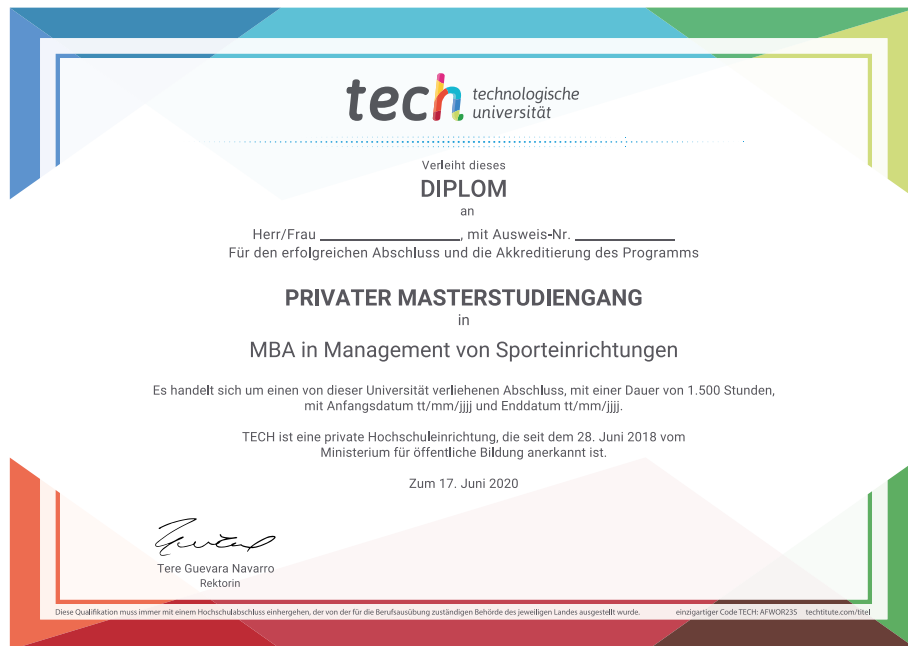 tech technologische
universität
Verleiht dieses
DIPLOM
an
Herr/Frau ________________, mit Ausweis-Nr. ____________
Für den erfolgreichen Abschluss und die Akkreditierung des Programms
PRIVATER MASTERSTUDIENGANG
in
MBA in Management von Sporteinrichtungen
Es handelt sich um einen von dieser Universität verliehenen Abschluss, mit einer Dauer von 1.500 Stunden,
mit Anfangsdatum tt/mm/jjjj und Enddatum tt/mm/jjjj.
TECH ist eine private Hochschuleinrichtung, die seit dem 28. Juni 2018 vom
Ministerium für öffentliche Bildung anerkannt ist.
Zum 17. Juni 2020
Tere Guevara Navarro
Rektorin
Diese Qualifikation muss immer mit einem Hochschulabschluss einhergehen, der von der für die Berufsausübung zuständigen Behörde des jeweiligen Landes ausgestellt wurde. einzigartiger Code TECH: AFWOR23S techtitute.com/titel